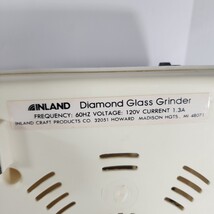 INLAND Diamond Glass Grinder
FREQUENCY: 60HZ VOLTAGE: 120V CURRENT 1.3A
INLAND CRAFT PRODUCTS CO. 32051 HOWARD MADISON HGTS, MI 48071